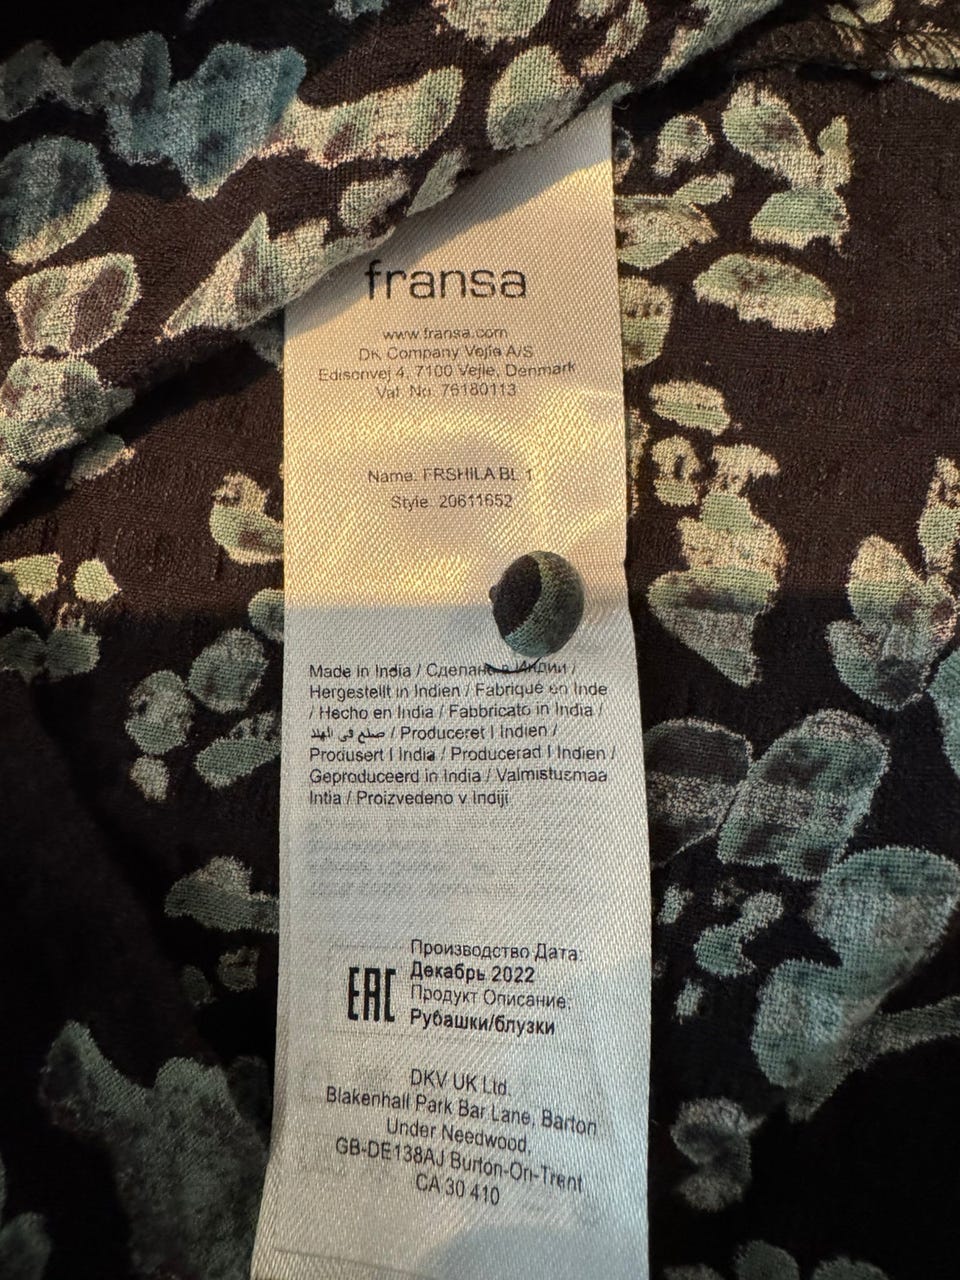 fransa
www.fransa.com
DK Company Vejle A/S
Edisonvej 4, 7100 Vejle, Denmark
Vat. No. 76180113
Name: FRSHILA BL 1
Style: 20611652
Made in India / Сделано в Индии /
Hergestellt in Indien / Fabriqué en Inde
/ Hecho en India / Fabbricato in India /
صنع في الهند / Produceret I Indien /
Produsert I India / Producerad I Indien /
Geproduceerd in India / Valmistusmaa
Intia / Proizvedeno v Indiji
Производство Дата:
Декабрь 2022
EAC
Продукт Описание:
Рубашки/блузки
DKV UK Ltd.
Blakenhall Park Bar Lane, Barton
Under Needwood,
GB-DE138AJ Burton-On-Trent
CA 30 410